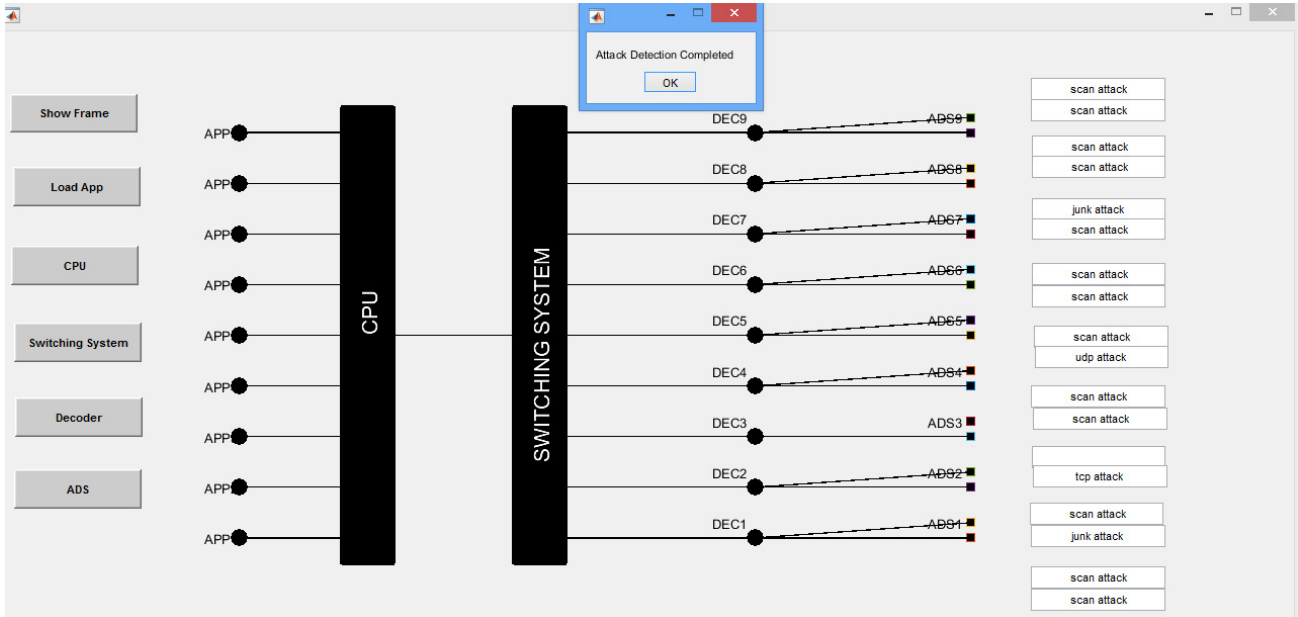 Attack Detection Completed
OK
Show Frame
Load App
CPU
Switching System
Decoder
ADS
APP
APP
APP
APP
APP
APP
APP
APP
APP
CPU
SWITCHING SYSTEM
DEC9
DEC8
DEC7
DEC6
DEC5
DEC4
DEC3
DEC2
DEC1
ADS9
ADS8
ADS7
ADS6
ADS5
ADS4
ADS3
ADS2
ADS1
scan attack
scan attack
scan attack
scan attack
junk attack
scan attack
scan attack
scan attack
scan attack
udp attack
scan attack
scan attack
tcp attack
scan attack
junk attack
scan attack
scan attack